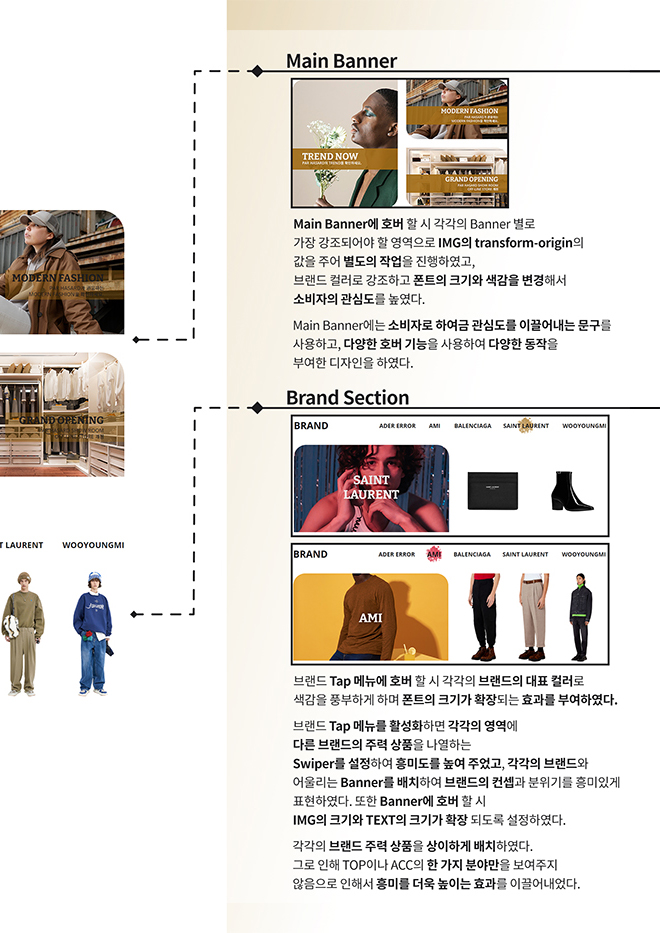 Main Banner
TREND NOW
MODERN FASHION
GRAND OPENING
Main Banner에 호버 할 시 각각의 Banner 별로
가장 강조되어야 할 영역으로 IMG의 transform-origin의
값을 주어 별도의 작업을 진행하였고,
브랜드 컬러로 강조하고 폰트의 크기와 색감을 변경해서
소비자의 관심도를 높였다.
Main Banner에는 소비자로 하여금 관심도를 이끌어내는 문구를
사용하고, 다양한 호버 기능을 사용하여 다양한 동작을
부여한 디자인을 하였다.
MODERN FASHION
GRAND OPENING
T LAURENT WOOYOUNGMI
Brand Section
BRAND ADER ERROR AMI BALENCIAGA SAINT LAURENT WOOYOUNGMI
SAINT
LAURENT
BRAND ADER ERROR AMI BALENCIAGA SAINT LAURENT WOOYOUNGMI
AMI
브랜드 Tap 메뉴에 호버 할 시 각각의 브랜드의 대표 컬러로
색감을 풍부하게 하며 폰트의 크기가 확장되는 효과를 부여하였다.
브랜드 Tap 메뉴를 활성화하면 각각의 영역에
다른 브랜드의 주력 상품을 나열하는
Swiper를 설정하여 흥미도를 높여 주었고, 각각의 브랜드와
어울리는 Banner를 배치하여 브랜드의 컨셉과 분위기를 흥미있게
표현하였다. 또한 Banner에 호버 할 시
IMG의 크기와 TEXT의 크기가 확장 되도록 설정하였다.
각각의 브랜드 주력 상품을 상이하게 배치하였다.
그로 인해 TOP이나 ACC의 한 가지 분야만을 보여주지
않음으로 인해서 흥미를 더욱 높이는 효과를 이끌어내었다.